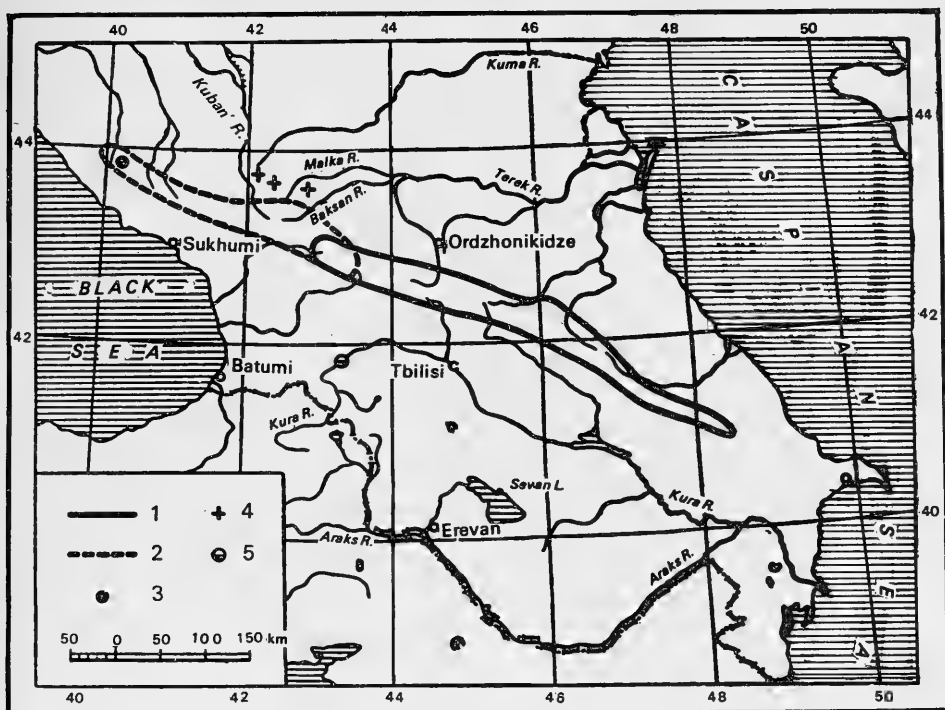 40 42 44 46 48 50
Kuma R.
Kuban' R.
CASPIAN SEA
44 44
Malka R.
Terek R.
Baksan R.
Sukhumi
Ordzhonikidze
BLACK
SEA
42 42
Batumi
Tbilisi
Kura R.
Sevan L.
Kura R.
40
Araks R.
Erevan
Araks R.
1 4
2 5
3
50 0 50 100 150 km
40 42 44 46 48 50